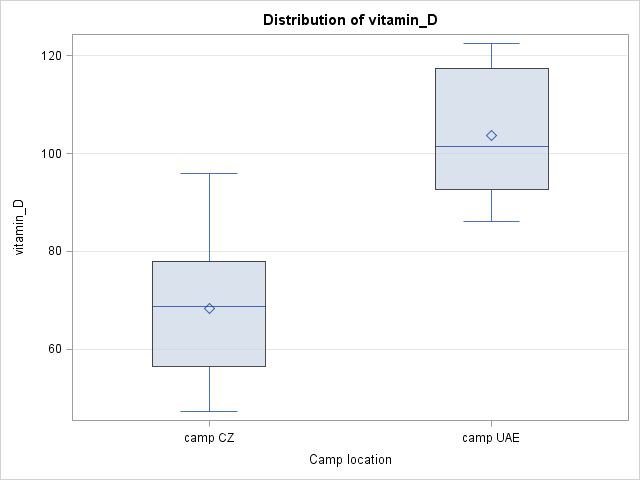 Distribution of vitamin_D
120
100
80
60
vitamin_D
camp CZ
camp UAE
Camp location